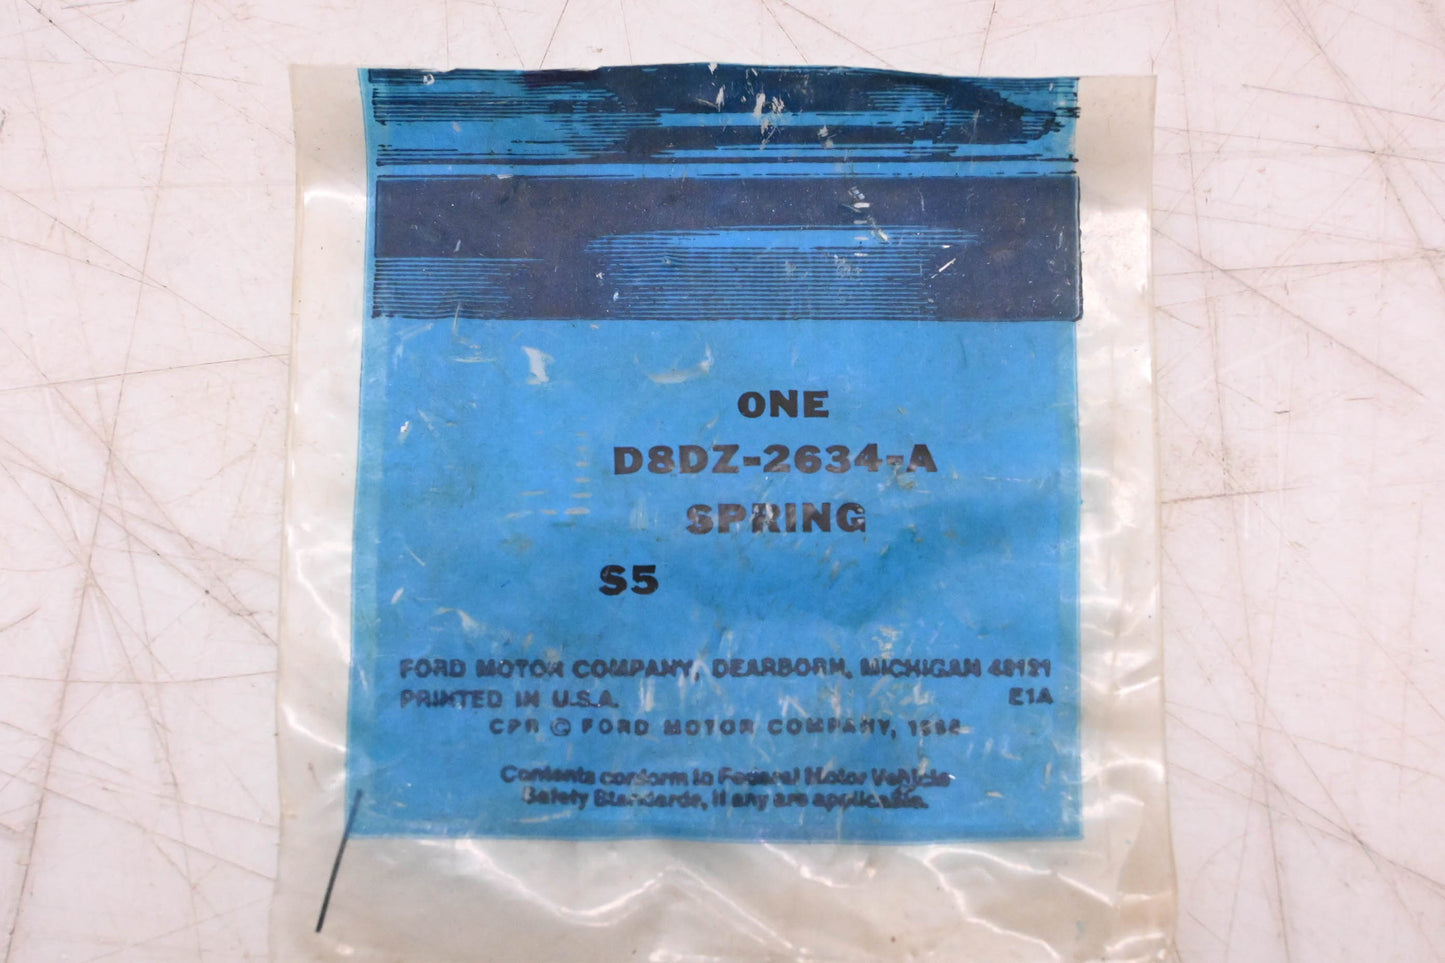 ONE
D8DZ-2634-A
SPRING
S5
FORD MOTOR COMPANY, DEARBORN, MICHIGAN 48121
PRINTED IN U.S.A. E1A
CPR © FORD MOTOR COMPANY,
Contents conform to Federal Motor Vehicle
Safety Standards, if any are applicable.